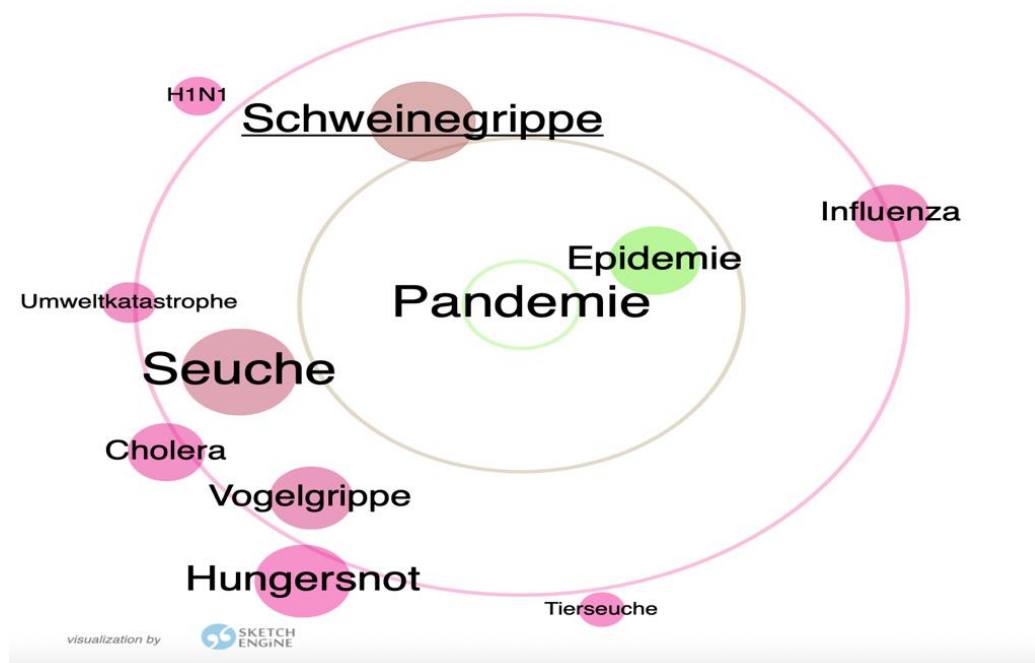 H1N1
Schweinegrippe
Influenza
Epidemie
Pandemie
Umweltkatastrophe
Seuche
Cholera
Vogelgrippe
Hungersnot
Tierseuche
visualization by
SKETCH
ENGINE